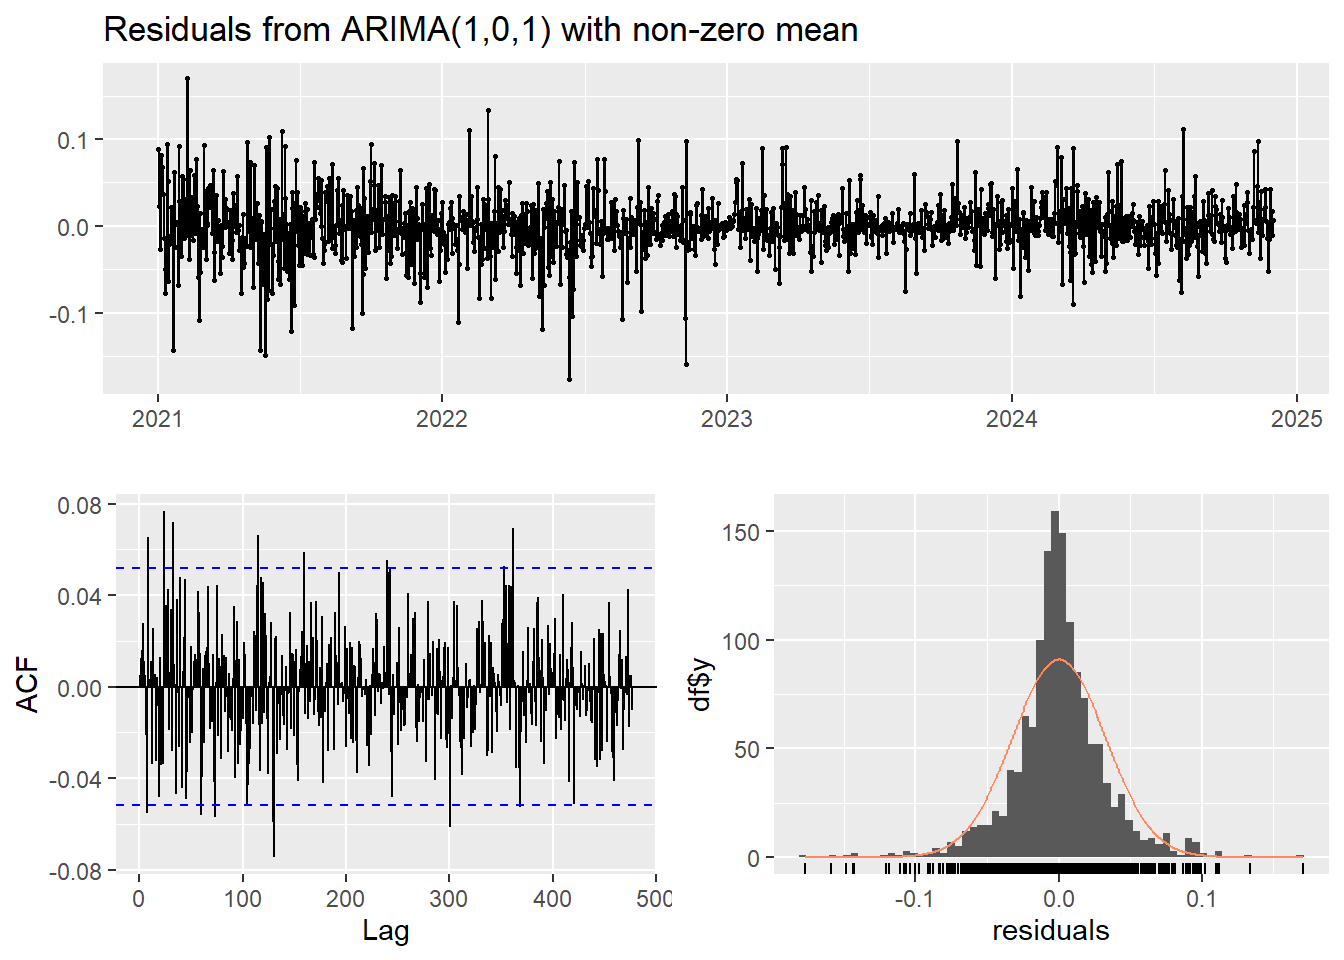 Residuals from ARIMA(1,0,1) with non-zero mean
0.1
0.0
-0.1
2021 2022 2023 2024 2025
ACF
0.08
0.04
0.00
-0.04
-0.08
0 100 200 300 400 500
Lag
df$y
150
100
50
0
-0.1 0.0 0.1
residuals